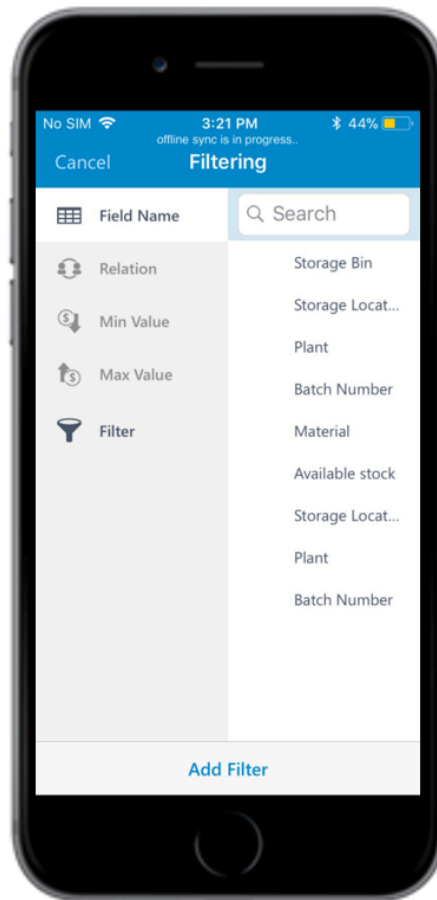 No SIM 3:21 PM 44%
offline sync is in progress..
Cancel Filtering
Field Name
Relation
Min Value
Max Value
Filter
Search
Storage Bin
Storage Locat...
Plant
Batch Number
Material
Available stock
Storage Locat...
Plant
Batch Number
Add Filter